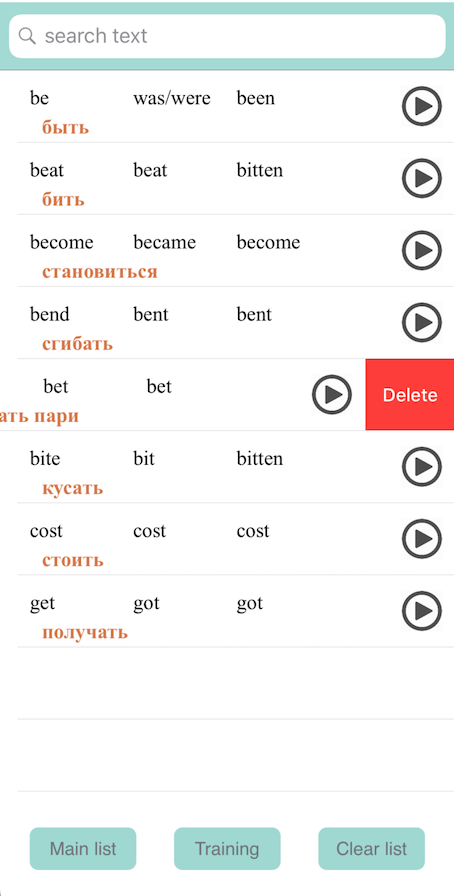 search text
be was/were been
быть
beat beat bitten
бить
become became become
становиться
bend bent bent
сгибать
bet bet
ать пари
Delete
bite bit bitten
кусать
cost cost cost
стоить
get got got
получать
Main list Training Clear list